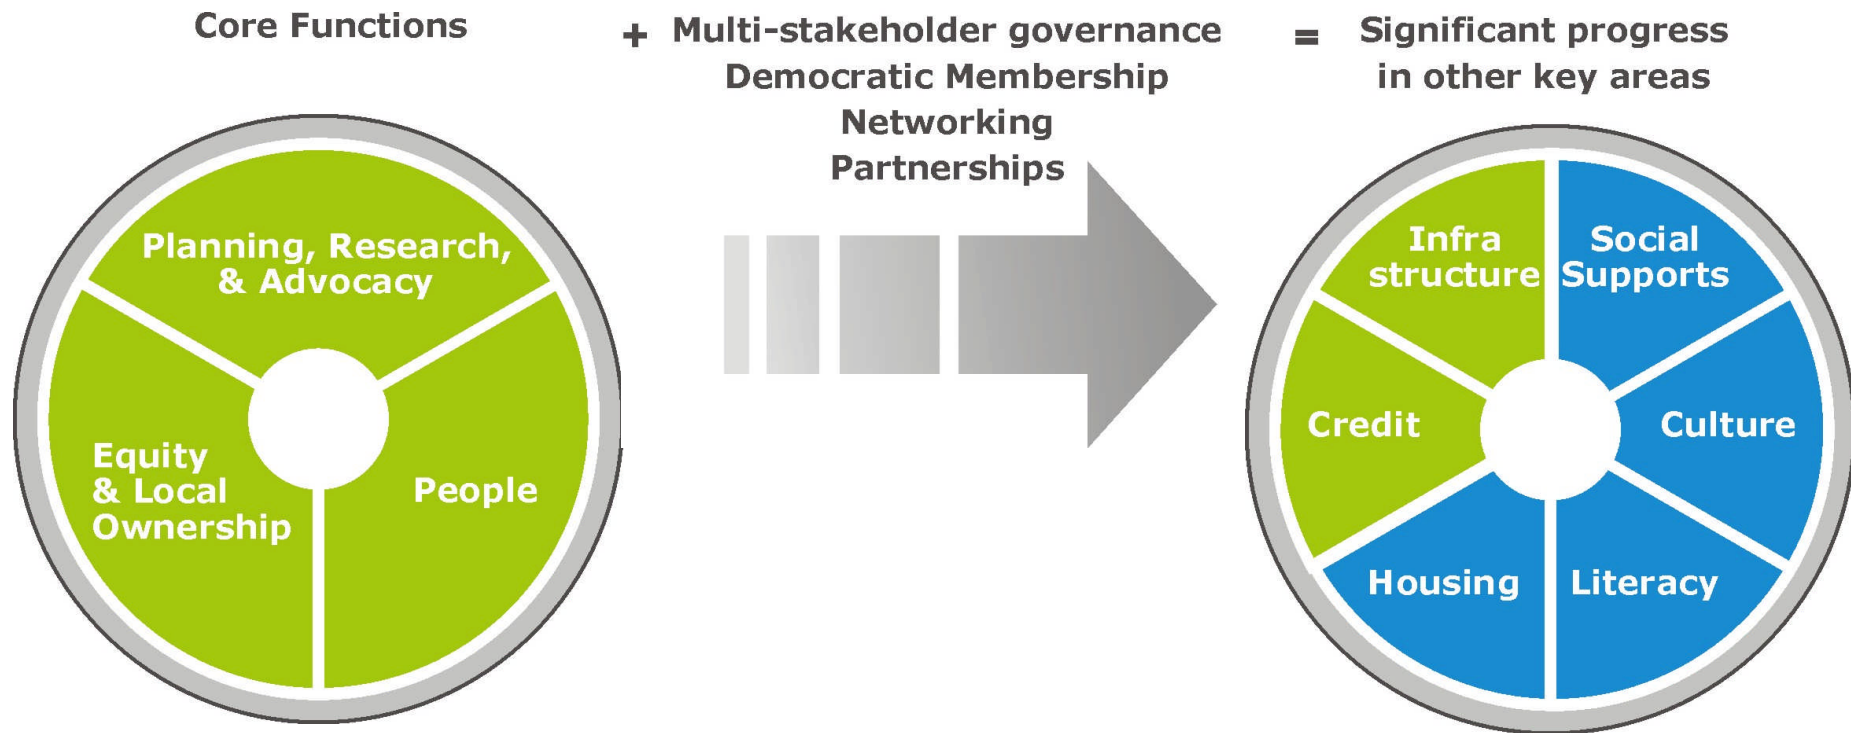 Core Functions
+ Multi-stakeholder governance
Democratic Membership
Networking
Partnerships
= Significant progress
in other key areas
Planning, Research,
& Advocacy
Equity
& Local
Ownership
People
Infra
structure
Social
Supports
Credit
Culture
Housing
Literacy